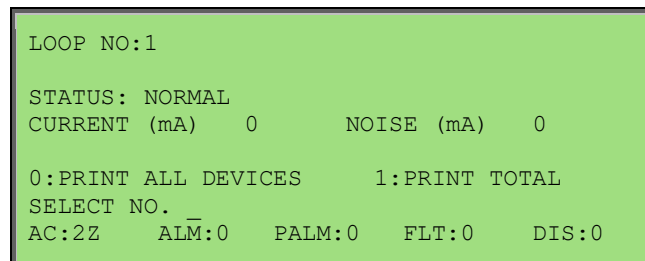 LOOP NO:1
STATUS: NORMAL
CURRENT (mA) 0 NOISE (mA) 0
0:PRINT ALL DEVICES 1:PRINT TOTAL
SELECT NO. _
AC:2Z ALM:0 PALM:0 FLT:0 DIS:0